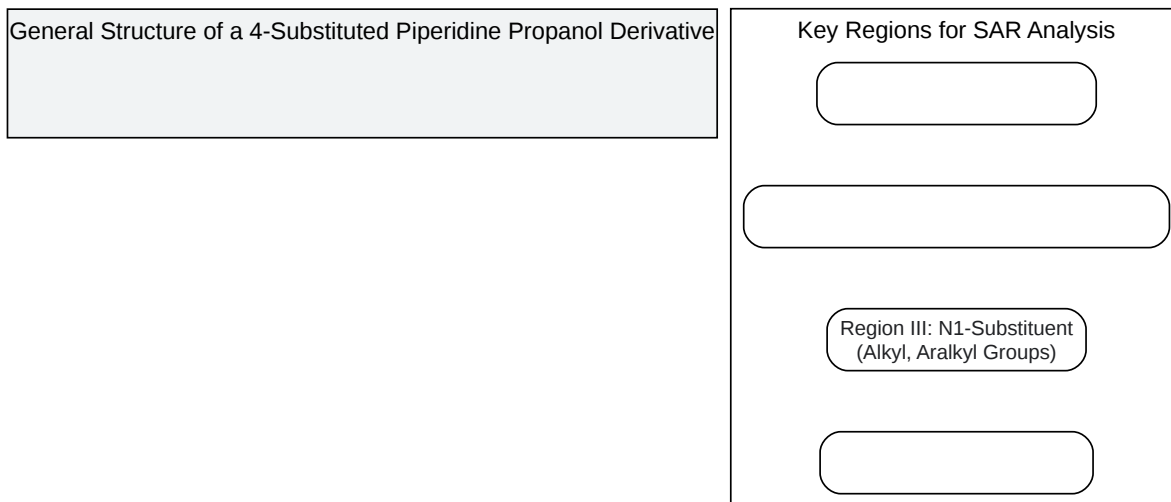 General Structure of a 4-Substituted Piperidine Propanol Derivative
Key Regions for SAR Analysis
Region III: N1-Substituent
(Alkyl, Aralkyl Groups)